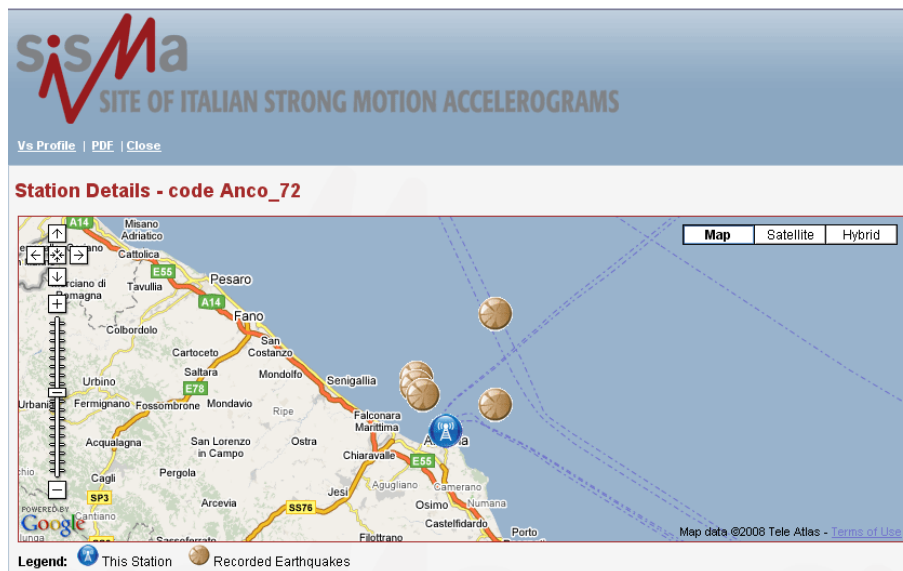 sisMa
SITE OF ITALIAN STRONG MOTION ACCELEROGRAMS
Vs Profile | PDF | Close
Station Details - code Anco_72
Map Satellite Hybrid
A14
Misano
Adriatico
Cattolica
E55
Tavullia
Pesaro
A14
Romagna
Fano
Colbordolo
San
Costanzo
Cartoceto
Saltara
Mondolfo
Senigallia
Urbino
E78
Fermignano
Fossombrone
Mondavio
Ripe
Falconara
Marittima
Acqualagna
San Lorenzo
in Campo
Ostra
Chiaravalle
E55
Cagli
Pergola
Jesi
Agugliano
Camerano
SP3
Arcevia
SS76
Osimo
Numana
Castelfidardo
Filottrano
Porto
POWERED BY
Google
Map data ©2008 Tele Atlas - Terms of Use
Legend: This Station Recorded Earthquakes